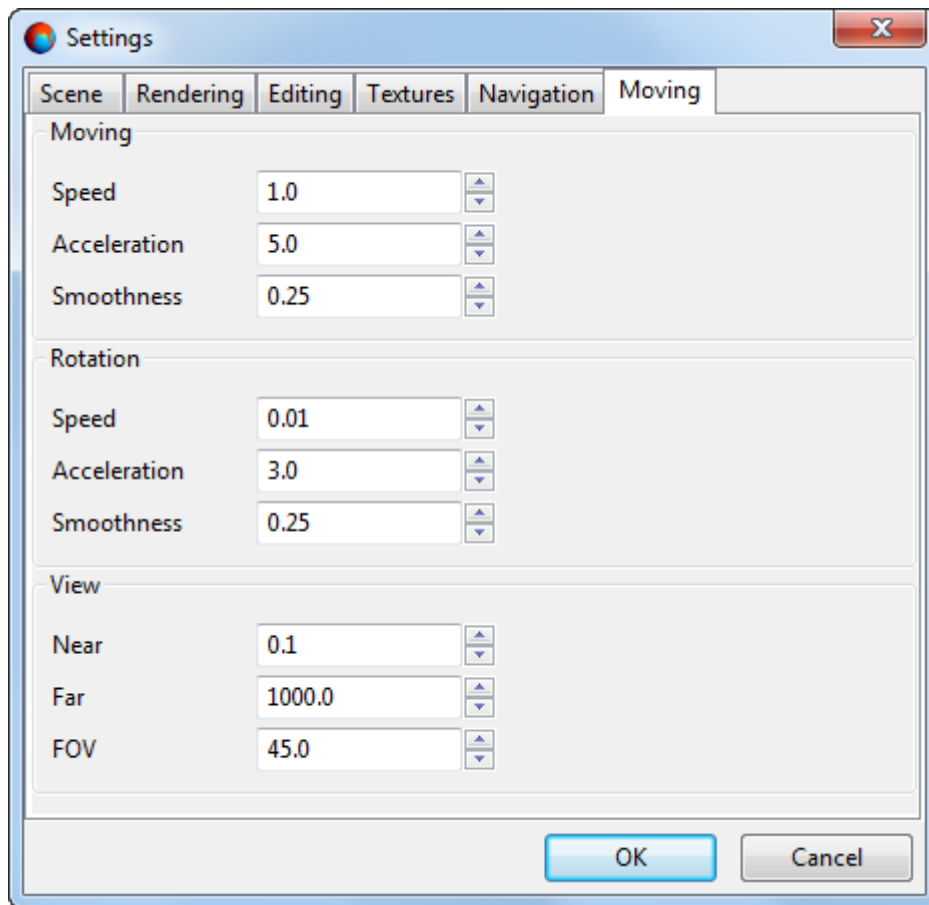 Settings
Scene Rendering Editing Textures Navigation Moving
Moving
Speed 1.0
Acceleration 5.0
Smoothness 0.25
Rotation
Speed 0.01
Acceleration 3.0
Smoothness 0.25
View
Near 0.1
Far 1000.0
FOV 45.0
OK Cancel